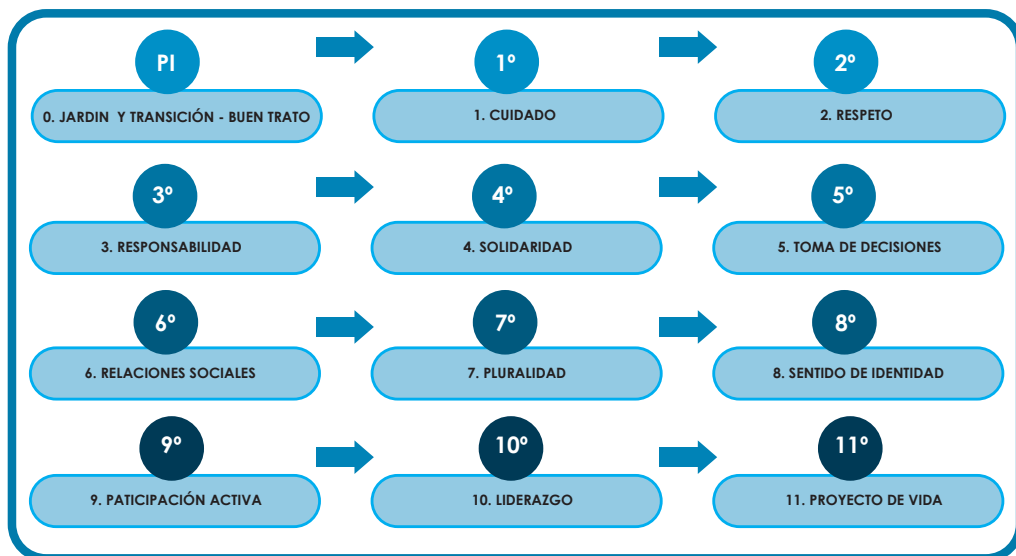 PI
1º
2º
0. JARDIN Y TRANSICIÓN - BUEN TRATO
1. CUIDADO
2. RESPETO
3º
4º
5º
3. RESPONSABILIDAD
4. SOLIDARIDAD
5. TOMA DE DECISIONES
6º
7º
8º
6. RELACIONES SOCIALES
7. PLURALIDAD
8. SENTIDO DE IDENTIDAD
9º
10º
11º
9. PATICIPACIÓN ACTIVA
10. LIDERAZGO
11. PROYECTO DE VIDA